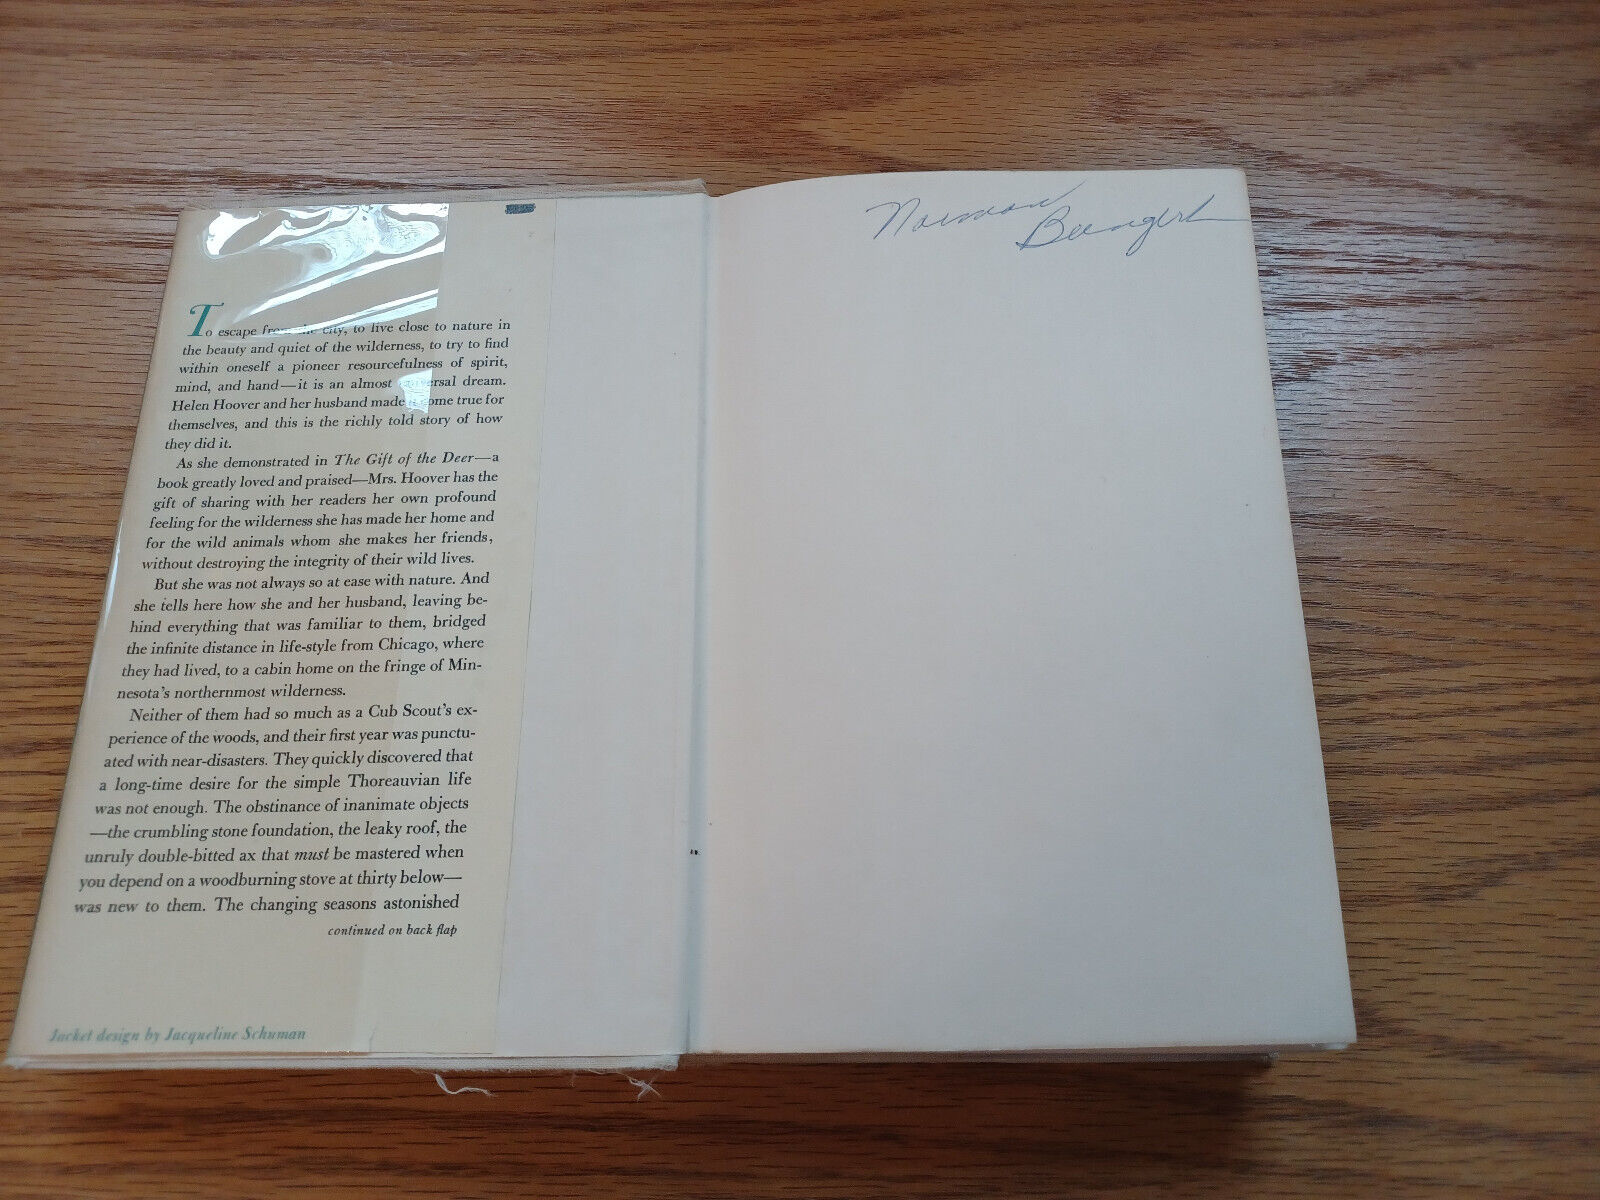 To escape from the city, to live close to nature in
the beauty and quiet of the wilderness, to try to find
within oneself a pioneer resourcefulness of spirit,
mind, and hand—it is an almost universal dream.
Helen Hoover and her husband made it come true for
themselves, and this is the richly told story of how
they did it.
As she demonstrated in The Gift of the Deer—a
book greatly loved and praised—Mrs. Hoover has the
gift of sharing with her readers her own profound
feeling for the wilderness she has made her home and
for the wild animals whom she makes her friends,
without destroying the integrity of their wild lives.
But she was not always so at ease with nature. And
she tells here how she and her husband, leaving be-
hind everything that was familiar to them, bridged
the infinite distance in life-style from Chicago, where
they had lived, to a cabin home on the fringe of Min-
nesota's northernmost wilderness.
Neither of them had so much as a Cub Scout's ex-
perience of the woods, and their first year was punctu-
ated with near-disasters. They quickly discovered that
a long-time desire for the simple Thoreauvian life
was not enough. The obstinance of inanimate objects
—the crumbling stone foundation, the leaky roof, the
unruly double-bitted ax that must be mastered when
you depend on a woodburning stove at thirty below—
was new to them. The changing seasons astonished
continued on back flap
Jacket design by Jacqueline Schuman
Norman